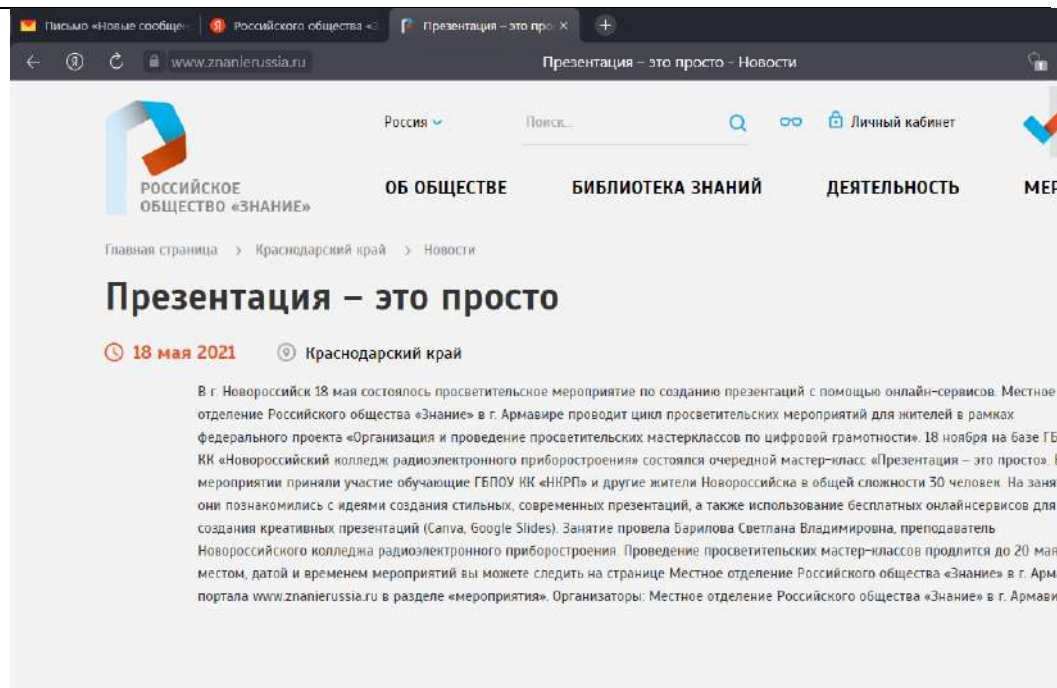 Письмо «Новые сообщен
Российского общества «З
Презентация – это про
www.znanierussia.ru
Презентация – это просто - Новости
Россия
Поиск...
Личный кабинет
РОССИЙСКОЕ
ОБЩЕСТВО «ЗНАНИЕ»
ОБ ОБЩЕСТВЕ
БИБЛИОТЕКА ЗНАНИЙ
ДЕЯТЕЛЬНОСТЬ
МЕР
Главная страница > Краснодарский край > Новости
Презентация – это просто
18 мая 2021
Краснодарский край
В г. Новороссийск 18 мая состоялось просветительское мероприятие по созданию презентаций с помощью онлайн-сервисов. Местное
отделение Российского общества «Знание» в г. Армавире проводит цикл просветительских мероприятий для жителей в рамках
федерального проекта «Организация и проведение просветительских мастерклассов по цифровой грамотности». 18 ноября на базе ГБ
КК «Новороссийский колледж радиоэлектронного приборостроения» состоялся очередной мастер-класс «Презентация – это просто».
мероприятии приняли участие обучающие ГБПОУ КК «НКРП» и другие жители Новороссийска в общей сложности 30 человек. На заня
они познакомились с идеями создания стильных, современных презентаций, а также использование бесплатных онлайнсервисов для
создания креативных презентаций (Canva, Google Slides). Занятие провела Барилова Светлана Владимировна, преподаватель
Новороссийского колледжа радиоэлектронного приборостроения. Проведение просветительских мастер-классов продлится до 20 мая
местом, датой и временем мероприятий вы можете следить на странице Местное отделение Российского общества «Знание» в г. Арм
портала www.znanierussia.ru в разделе «мероприятия». Организаторы: Местное отделение Российского общества «Знание» в г. Армави